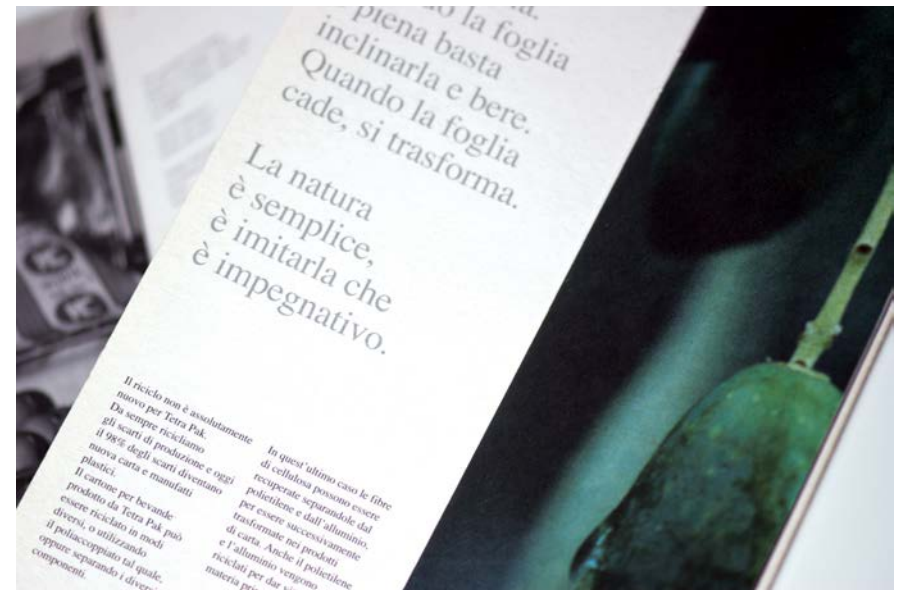 la foglia
piena basta
inclinarla e bere.
Quando la foglia
cade, si trasforma.
La natura
è semplice,
è imitarla che
è impegnativo.
Il riciclo non è assolutamente
nuovo per Tetra Pak.
Da sempre ricicliamo
gli scarti di produzione e oggi
il 98% degli scarti diventano
nuova carta e manufatti
plastici.
Il cartone per bevande
prodotto da Tetra Pak può
essere riciclato in modi
diversi, o utilizzando
il poliaccoppiato tal quale,
oppure separando i diversi
componenti.
In quest'ultimo caso le fibre
di cellulosa possono essere
recuperate separandole dal
polietilene e dall'alluminio,
per essere successivamente
trasformate nei prodotti
di carta. Anche il polietilene
e l'alluminio vengono
riciclati per dar
materia